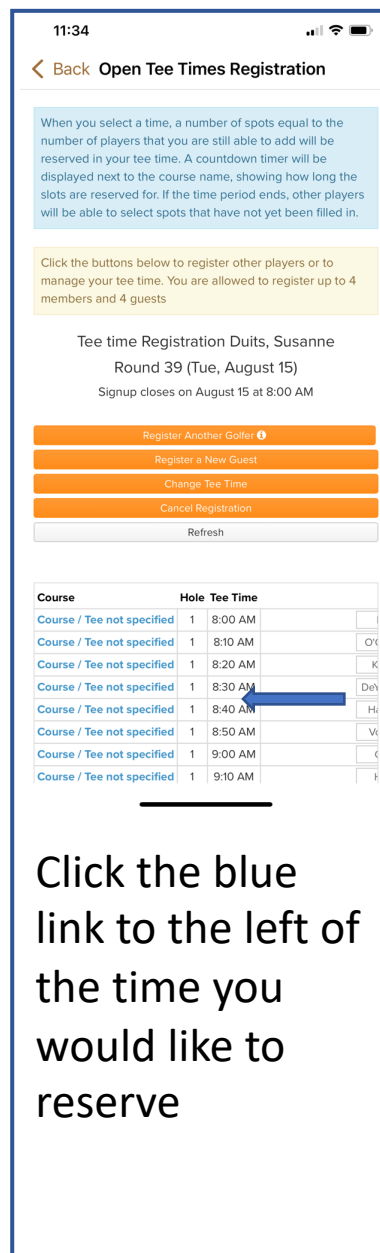 11:34
Back Open Tee Times Registration
When you select a time, a number of spots equal to the
number of players that you are still able to add will be
reserved in your tee time. A countdown timer will be
displayed next to the course name, showing how long the
slots are reserved for. If the time period ends, other players
will be able to select spots that have not yet been filled in.
Click the buttons below to register other players or to
manage your tee time. You are allowed to register up to 4
members and 4 guests
Tee time Registration Duits, Susanne
Round 39 (Tue, August 15)
Signup closes on August 15 at 8:00 AM
Register Another Golfer
Register a New Guest
Change Tee Time
Cancel Registration
Refresh
Course Hole Tee Time
Course / Tee not specified 1 8:00 AM
Course / Tee not specified 1 8:10 AM
Course / Tee not specified 1 8:20 AM
Course / Tee not specified 1 8:30 AM
Course / Tee not specified 1 8:40 AM
Course / Tee not specified 1 8:50 AM
Course / Tee not specified 1 9:00 AM
Course / Tee not specified 1 9:10 AM
Click the blue
link to the left of
the time you
would like to
reserve